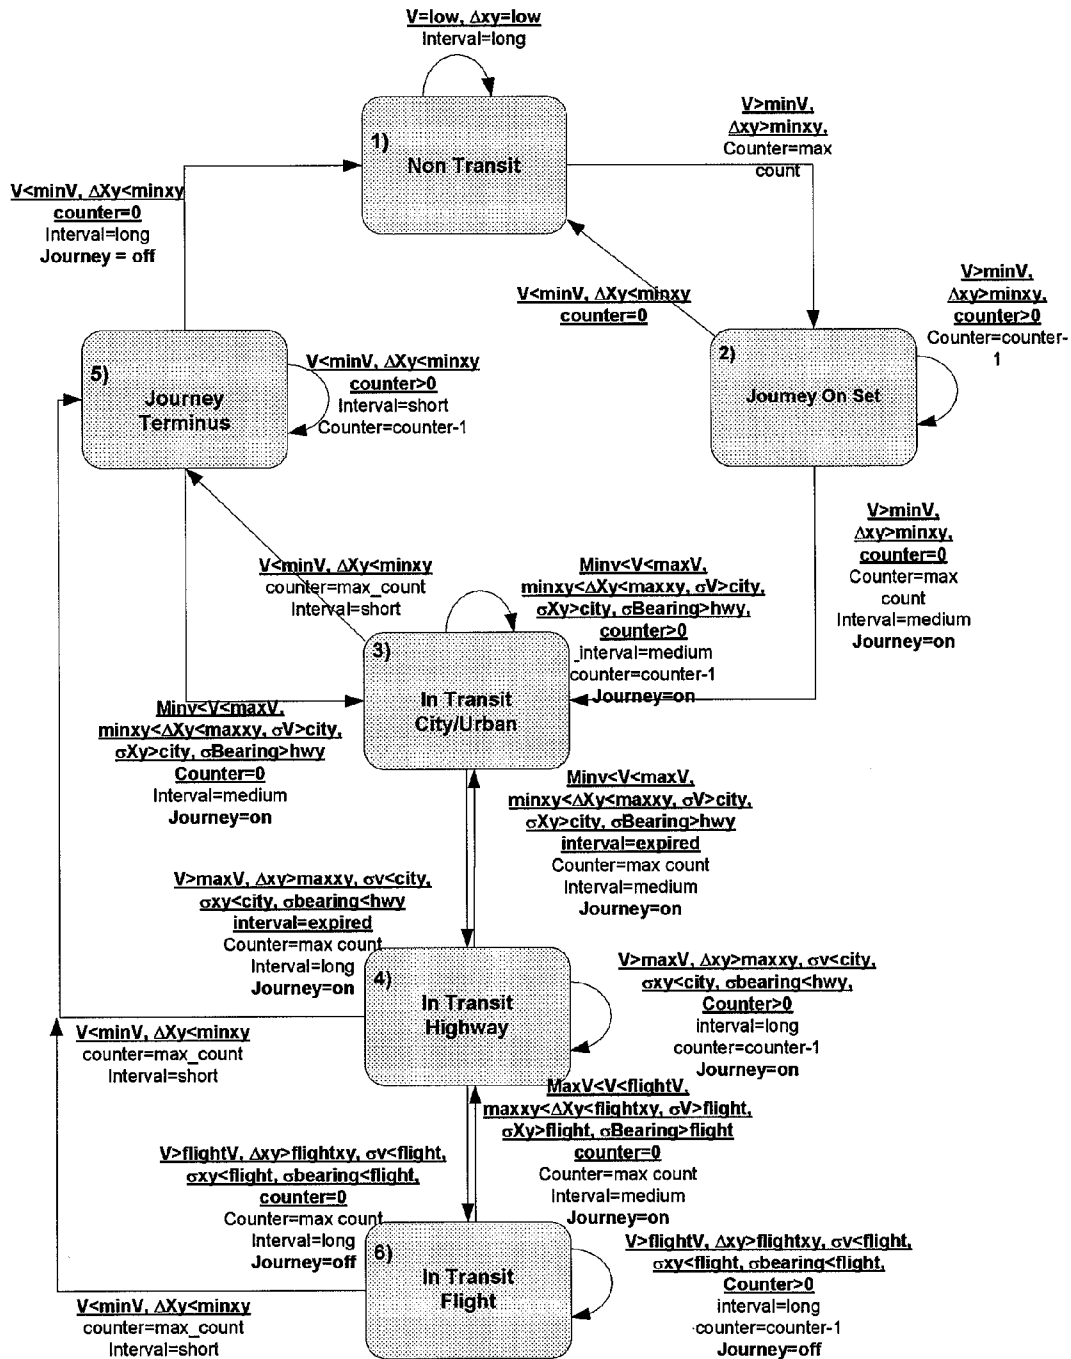 V=low, Δxy=low
Interval=long
1)
Non Transit
V>minV,
Δxy>minxy,
Counter=max
count
V<minV, ΔXy<minxy
counter=0
Interval=long
Journey = off
V<minV, ΔXy<minxy
counter=0
V>minV,
Δxy>minxy,
counter>0
Counter=counter-
1
2)
Journey On Set
5)
Journey
Terminus
V<minV, ΔXy<minxy
counter>0
Interval=short
Counter=counter-1
V>minV,
Δxy>minxy,
counter=0
Counter=max
count
Interval=medium
Journey=on
V<minV, ΔXy<minxy
counter=max_count
Interval=short
Minv<V<maxV,
minxy<ΔXy<maxxy, σV>city,
σXy>city, σBearing>hwy,
counter>0
_interval=medium
counter=counter-1
Journey=on
3)
In Transit
City/Urban
Minv<V<maxV,
minxy<ΔXy<maxxy, σV>city,
σXy>city, σBearing>hwy
Counter=0
Interval=medium
Journey=on
Minv<V<maxV,
minxy<ΔXy<maxxy, σV>city,
σXy>city, σBearing>hwy
interval=expired
Counter=max count
Interval=medium
Journey=on
V>maxV, Δxy>maxxy, σv<city,
σxy<city, σbearing<hwy
interval=expired
Counter=max count
Interval=long
Journey=on
4)
In Transit
Highway
V>maxV, Δxy>maxxy, σv<city,
σxy<city, σbearing<hwy,
Counter>0
interval=long
counter=counter-1
Journey=on
V<minV, ΔXy<minxy
counter=max_count
Interval=short
MaxV<V<flightV,
maxxy<ΔXy<flightxy, σV>flight,
σXy>flight, σBearing>flight
counter=0
Counter=max count
Interval=medium
Journey=on
V>flightV, Δxy>flightxy, σv<flight,
σxy<flight, σbearing<flight,
counter=0
Counter=max count
Interval=long
Journey=off
6)
In Transit
Flight
V>flightV, Δxy>flightxy, σv<flight,
σxy<flight, σbearing<flight,
Counter>0
interval=long
counter=counter-1
Journey=off
V<minV, ΔXy<minxy
counter=max_count
Interval=short